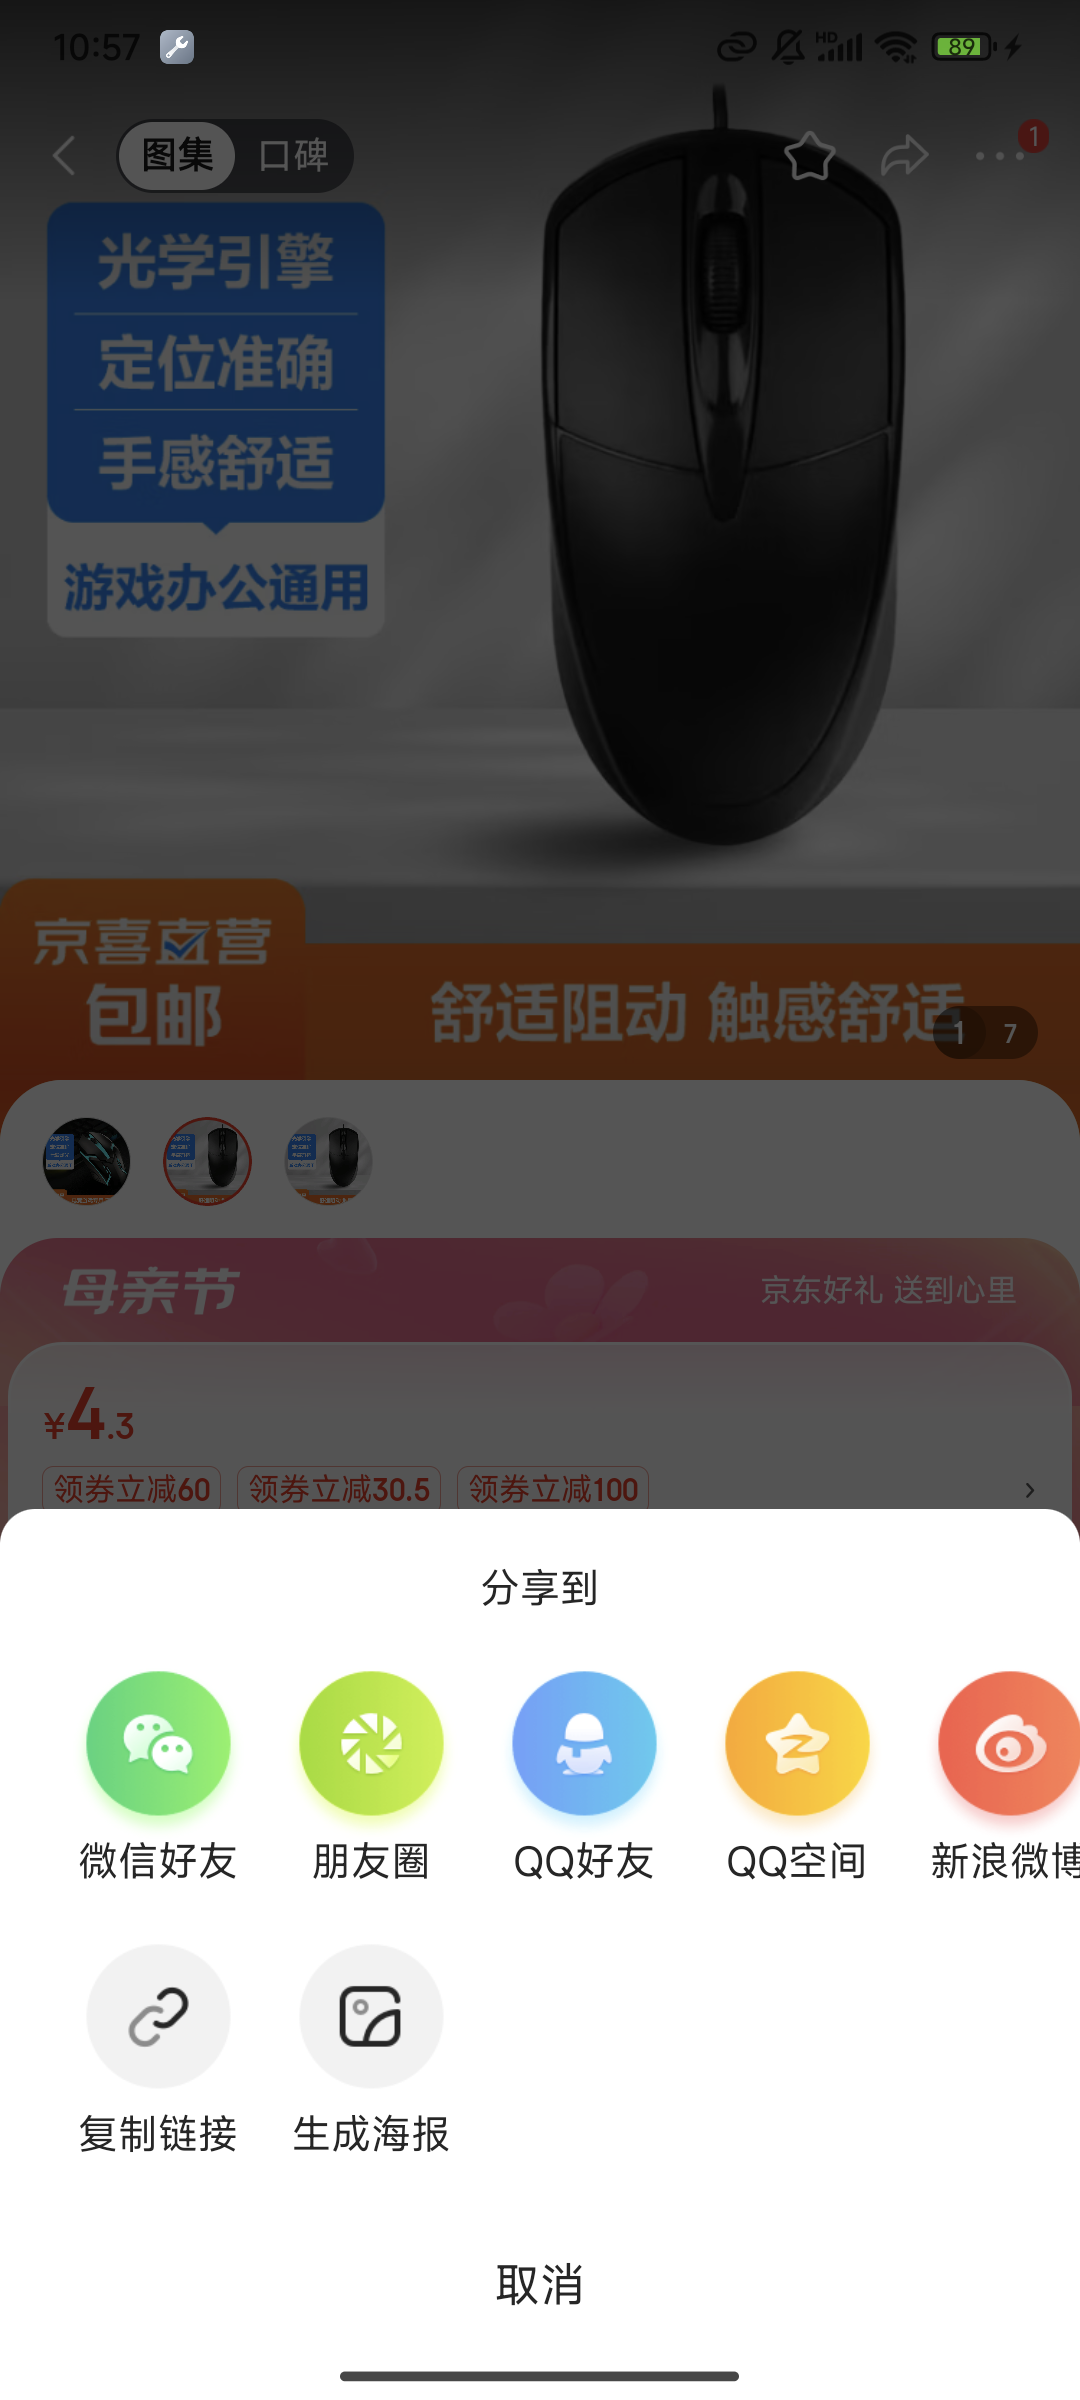 10:57
HD
89
图集
口碑
1
光学引擎
定位准确
手感舒适
游戏办公通用
京喜直营
包邮
舒适阻动 触感舒适
1 7
母亲节
京东好礼 送到心里
¥4.3
领券立减60
领券立减30.5
领券立减100
分享到
微信好友
朋友圈
QQ好友
QQ空间
新浪微博
复制链接
生成海报
取消